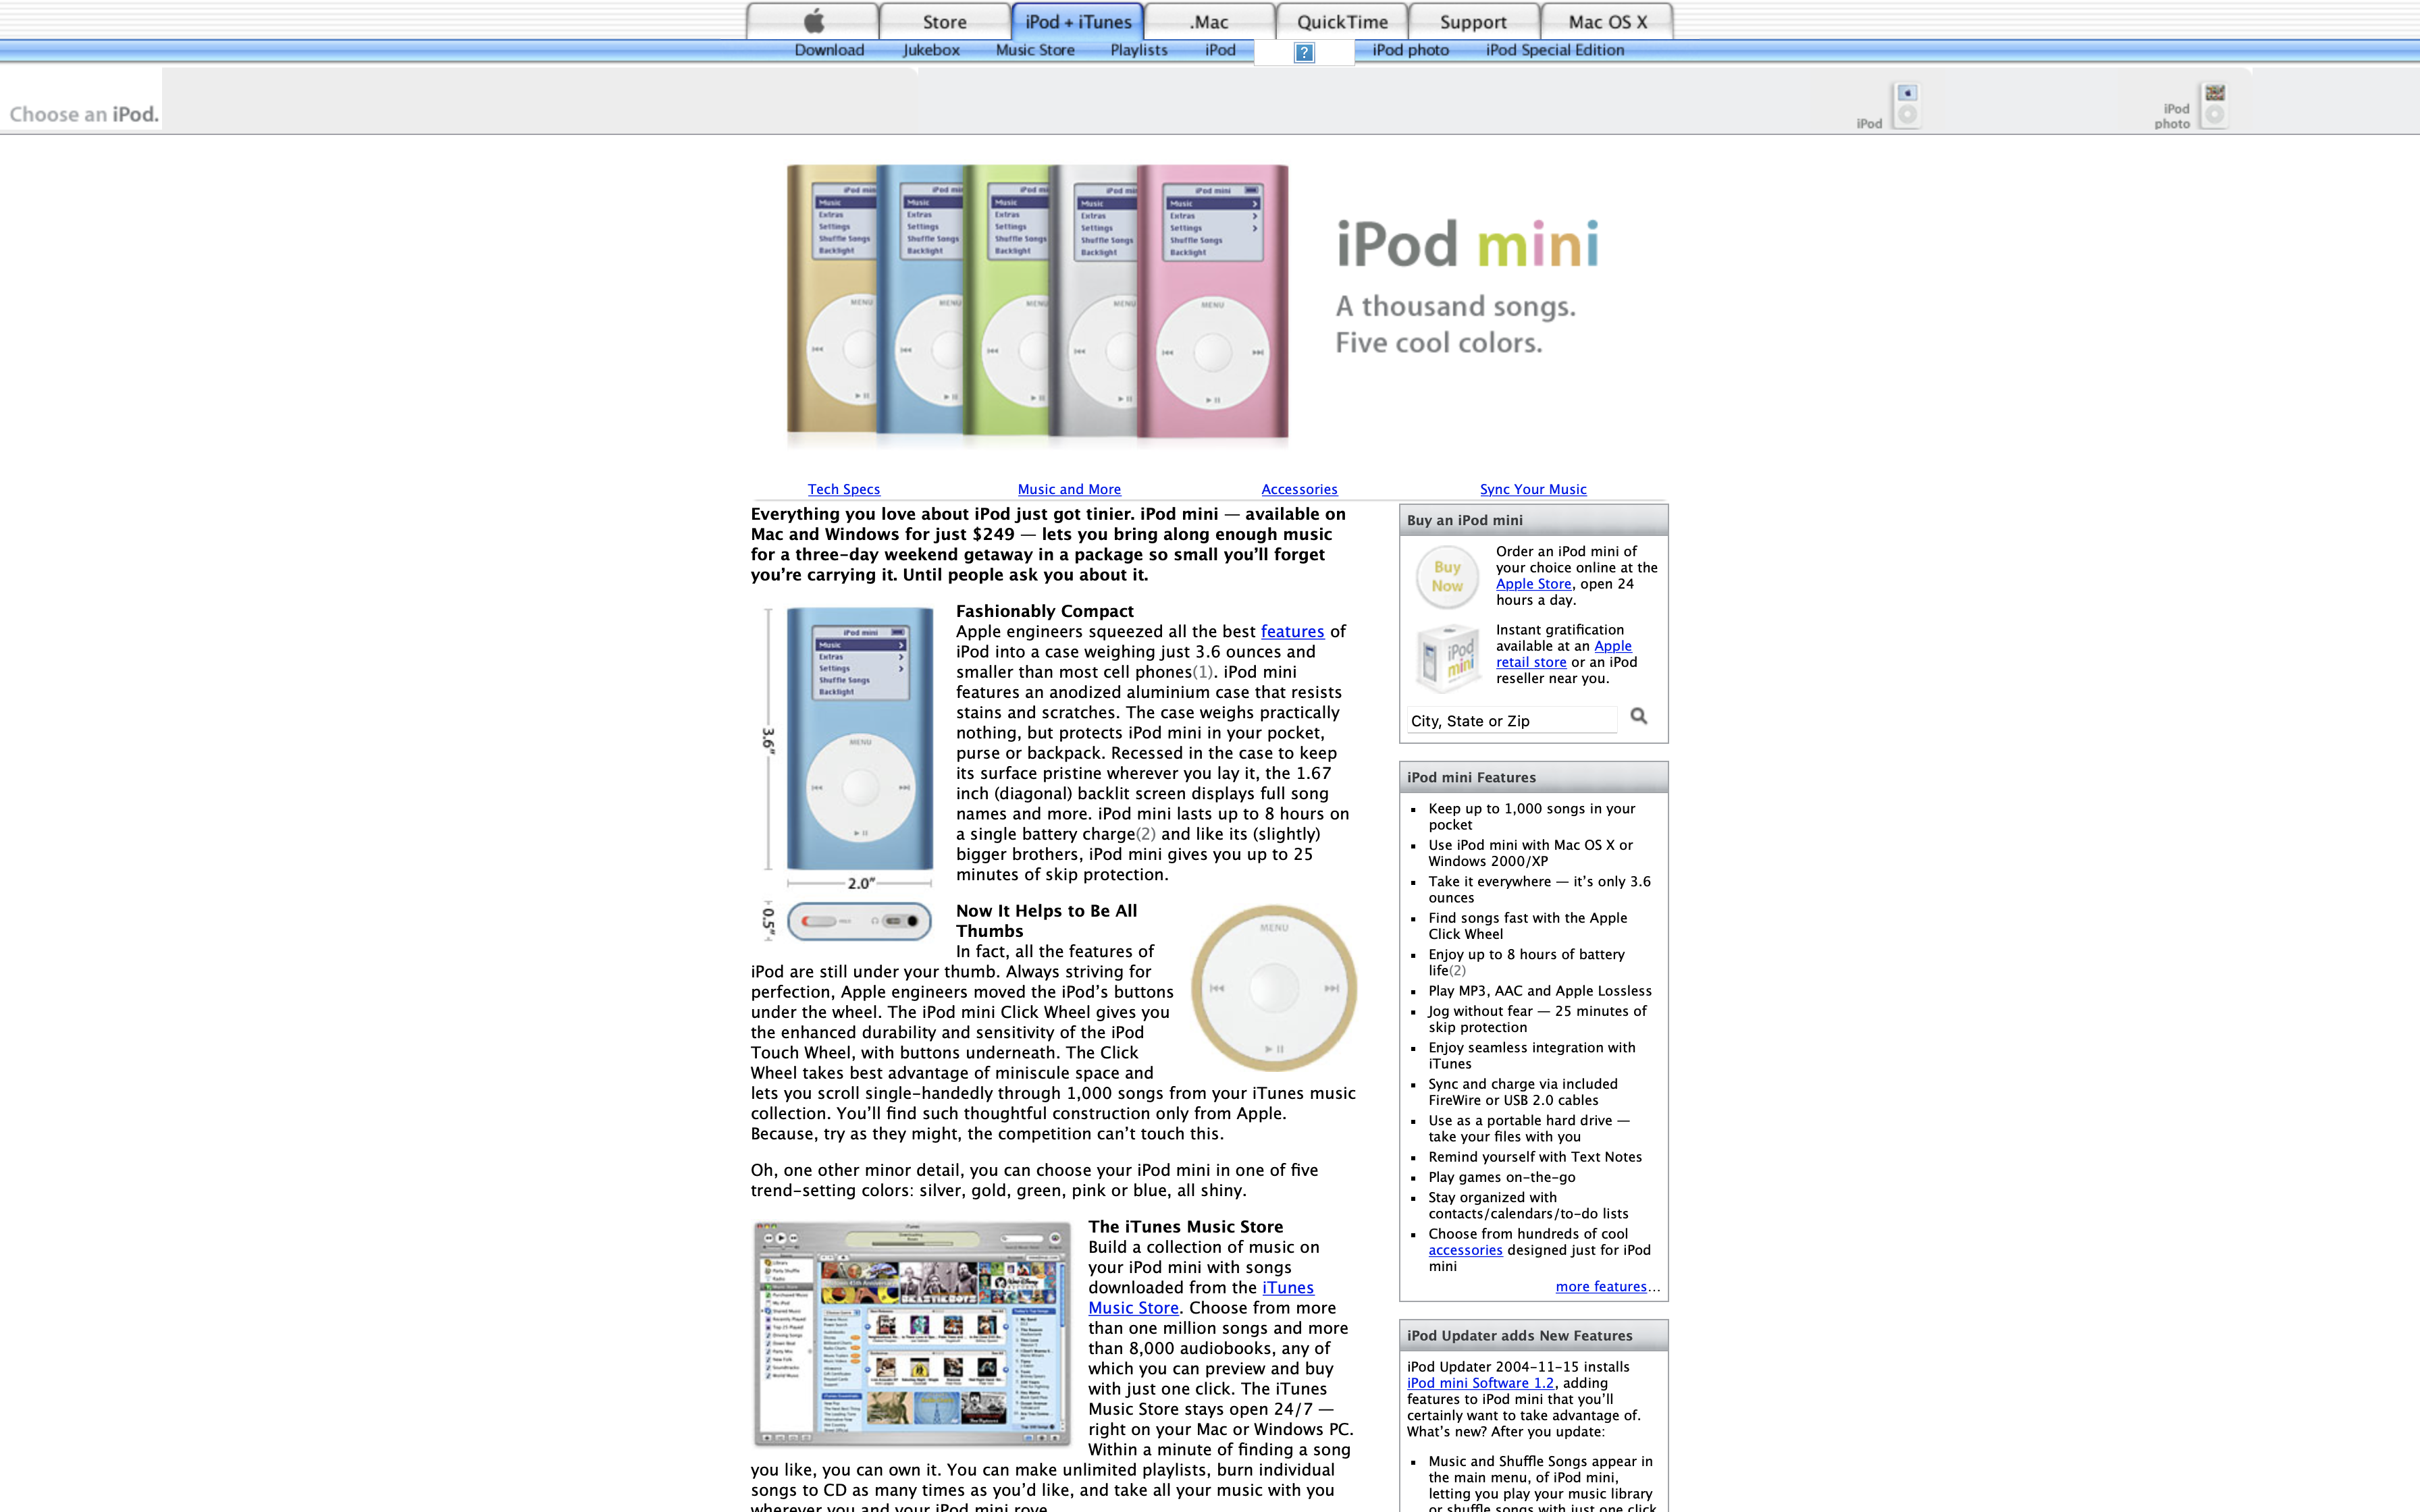 Store
iPod + iTunes
.Mac
QuickTime
Support
Mac OS X
Download
Jukebox
Music Store
Playlists
iPod
?
iPod photo
iPod Special Edition
Choose an iPod.
iPod
iPod
photo
iPod mini
Music
Extras
Settings
Shuffle Songs
Backlight
MENU
iPod mini
A thousand songs.
Five cool colors.
Tech Specs
Music and More
Accessories
Sync Your Music
Everything you love about iPod just got tinier. iPod mini — available on
Mac and Windows for just $249 — lets you bring along enough music
for a three-day weekend getaway in a package so small you’ll forget
you’re carrying it. Until people ask you about it.
iPod mini
Music
Extras
Settings
Shuffle Songs
Backlight
MENU
3.6"
2.0"
0.5"
Fashionably Compact
Apple engineers squeezed all the best features of
iPod into a case weighing just 3.6 ounces and
smaller than most cell phones(1). iPod mini
features an anodized aluminium case that resists
stains and scratches. The case weighs practically
nothing, but protects iPod mini in your pocket,
purse or backpack. Recessed in the case to keep
its surface pristine wherever you lay it, the 1.67
inch (diagonal) backlit screen displays full song
names and more. iPod mini lasts up to 8 hours on
a single battery charge(2) and like its (slightly)
bigger brothers, iPod mini gives you up to 25
minutes of skip protection.
Now It Helps to Be All
Thumbs
In fact, all the features of
iPod are still under your thumb. Always striving for
perfection, Apple engineers moved the iPod’s buttons
under the wheel. The iPod mini Click Wheel gives you
the enhanced durability and sensitivity of the iPod
Touch Wheel, with buttons underneath. The Click
Wheel takes best advantage of miniscule space and
lets you scroll single-handedly through 1,000 songs from your iTunes music
collection. You’ll find such thoughtful construction only from Apple.
Because, try as they might, the competition can’t touch this.
MENU
Oh, one other minor detail, you can choose your iPod mini in one of five
trend-setting colors: silver, gold, green, pink or blue, all shiny.
The iTunes Music Store
Build a collection of music on
your iPod mini with songs
downloaded from the iTunes
Music Store. Choose from more
than one million songs and more
than 8,000 audiobooks, any of
which you can preview and buy
with just one click. The iTunes
Music Store stays open 24/7 —
right on your Mac or Windows PC.
Within a minute of finding a song
you like, you can own it. You can make unlimited playlists, burn individual
songs to CD as many times as you’d like, and take all your music with you
wherever you and your iPod mini rove.
Buy an iPod mini
Buy
Now
Order an iPod mini of
your choice online at the
Apple Store, open 24
hours a day.
iPod
mini
Instant gratification
available at an Apple
retail store or an iPod
reseller near you.
City, State or Zip
iPod mini Features
Keep up to 1,000 songs in your
pocket
Use iPod mini with Mac OS X or
Windows 2000/XP
Take it everywhere — it’s only 3.6
ounces
Find songs fast with the Apple
Click Wheel
Enjoy up to 8 hours of battery
life(2)
Play MP3, AAC and Apple Lossless
Jog without fear — 25 minutes of
skip protection
Enjoy seamless integration with
iTunes
Sync and charge via included
FireWire or USB 2.0 cables
Use as a portable hard drive —
take your files with you
Remind yourself with Text Notes
Play games on-the-go
Stay organized with
contacts/calendars/to-do lists
Choose from hundreds of cool
accessories designed just for iPod
mini
more features...
iPod Updater adds New Features
iPod Updater 2004-11-15 installs
iPod mini Software 1.2, adding
features to iPod mini that you’ll
certainly want to take advantage of.
What’s new? After you update:
Music and Shuffle Songs appear in
the main menu, of iPod mini,
letting you play your music library
or shuffle songs with just one click